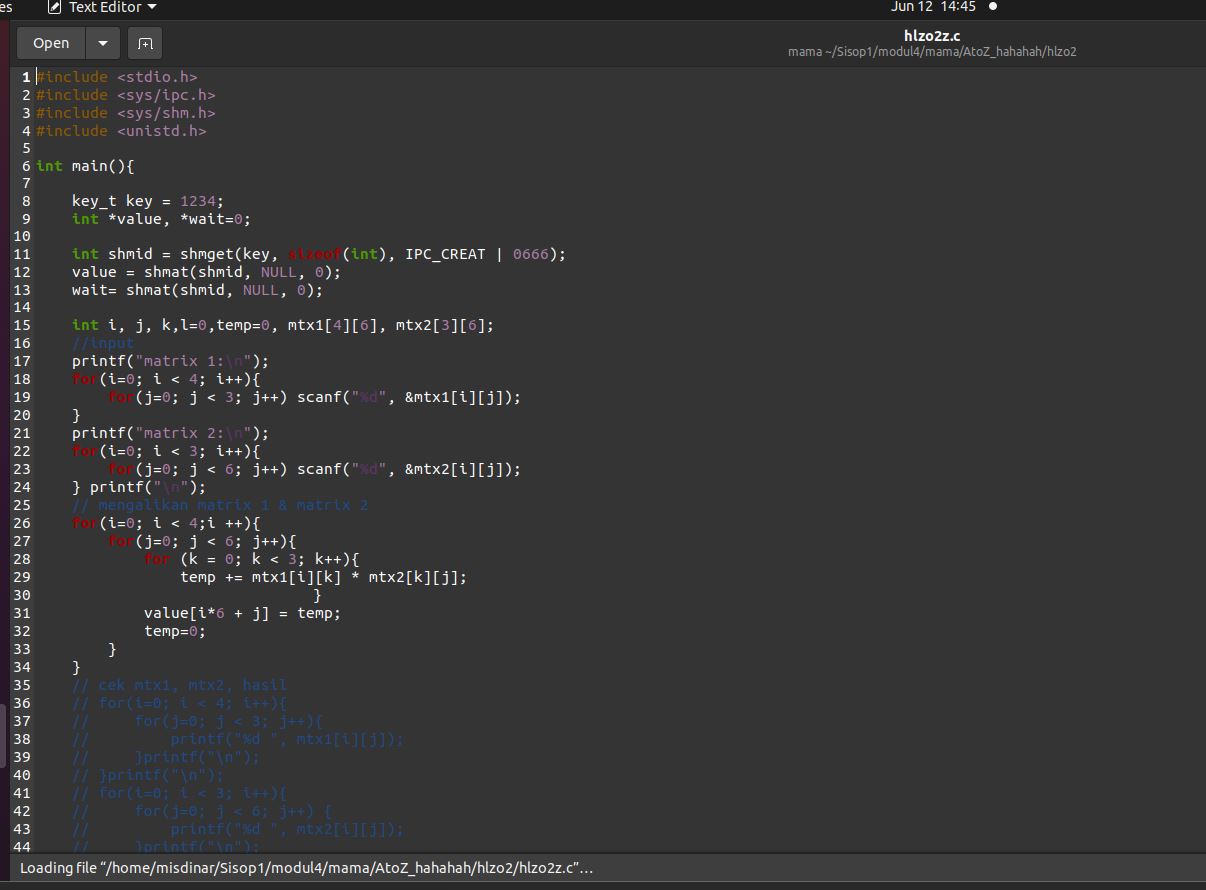 es Text Editor Jun 12 14:45
Open hlzo2z.c
mama ~/Sisop1/modul4/mama/AtoZ_hahahah/hlzo2
1 #include <stdio.h>
2 #include <sys/ipc.h>
3 #include <sys/shm.h>
4 #include <unistd.h>
5
6 int main(){
7
8     key_t key = 1234;
9     int *value, *wait=0;
10
11     int shmid = shmget(key, sizeof(int), IPC_CREAT | 0666);
12     value = shmat(shmid, NULL, 0);
13     wait= shmat(shmid, NULL, 0);
14
15     int i, j, k,l=0,temp=0, mtx1[4][6], mtx2[3][6];
16     //input
17     printf("matrix 1:\n");
18     for(i=0; i < 4; i++){
19         for(j=0; j < 3; j++) scanf("%d", &mtx1[i][j]);
20     }
21     printf("matrix 2:\n");
22     for(i=0; i < 3; i++){
23         for(j=0; j < 6; j++) scanf("%d", &mtx2[i][j]);
24     } printf("\n");
25     // mengalikan matrix 1 & matrix 2
26     for(i=0; i < 4;i ++){
27         for(j=0; j < 6; j++){
28             for (k = 0; k < 3; k++){
29                 temp += mtx1[i][k] * mtx2[k][j];
30                                }
31             value[i*6 + j] = temp;
32             temp=0;
33         }
34     }
35     // cek mtx1, mtx2, hasil
36     // for(i=0; i < 4; i++){
37     //     for(j=0; j < 3; j++){
38     //         printf("%d ", mtx1[i][j]);
39     //     }printf("\n");
40     // }printf("\n");
41     // for(i=0; i < 3; i++){
42     //     for(j=0; j < 6; j++) {
43     //         printf("%d ", mtx2[i][j]);
44     //     }printf("\n");
Loading file “/home/misdinar/Sisop1/modul4/mama/AtoZ_hahahah/hlzo2/hlzo2z.c”…